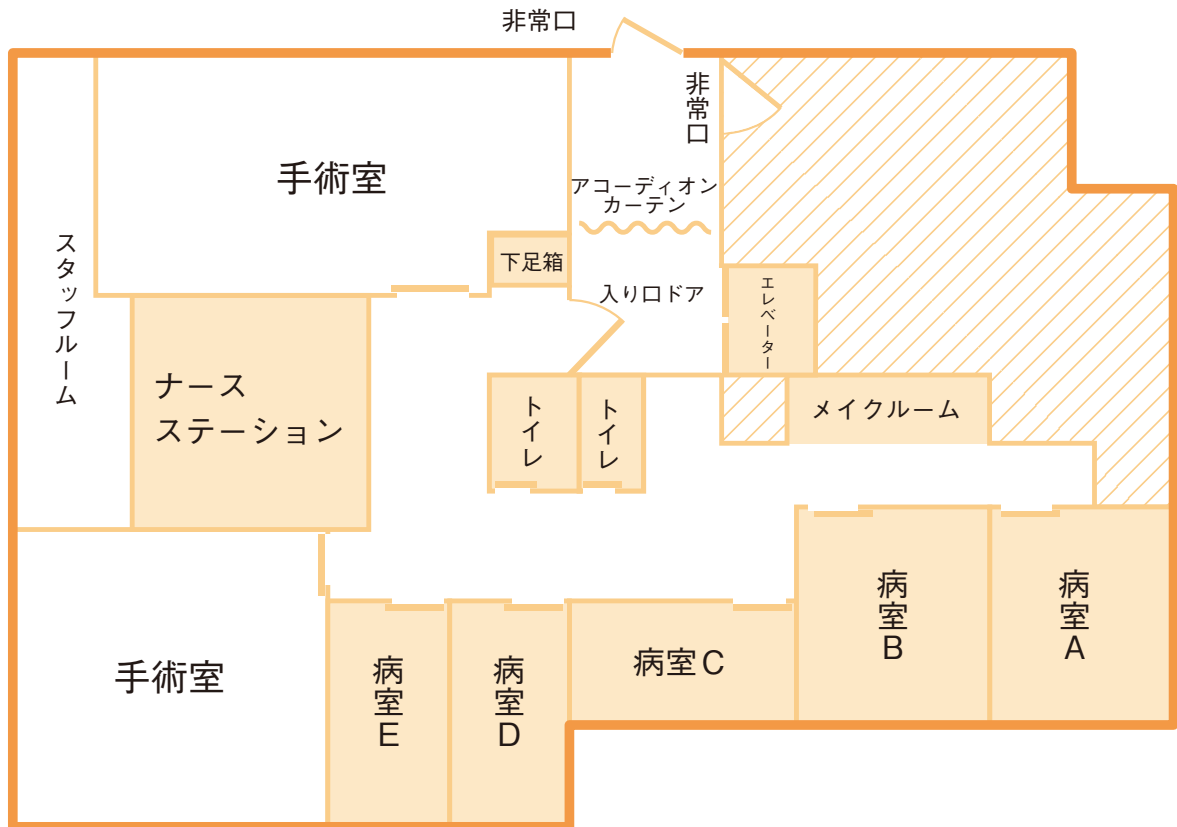 非常口
非常口
手術室
アコーディオン
カーテン
スタッフルーム
下足箱
入り口ドア
エレベーター
ナース
ステーション
トイレ
トイレ
メイクルーム
病室A
病室B
病室C
病室D
病室E
手術室